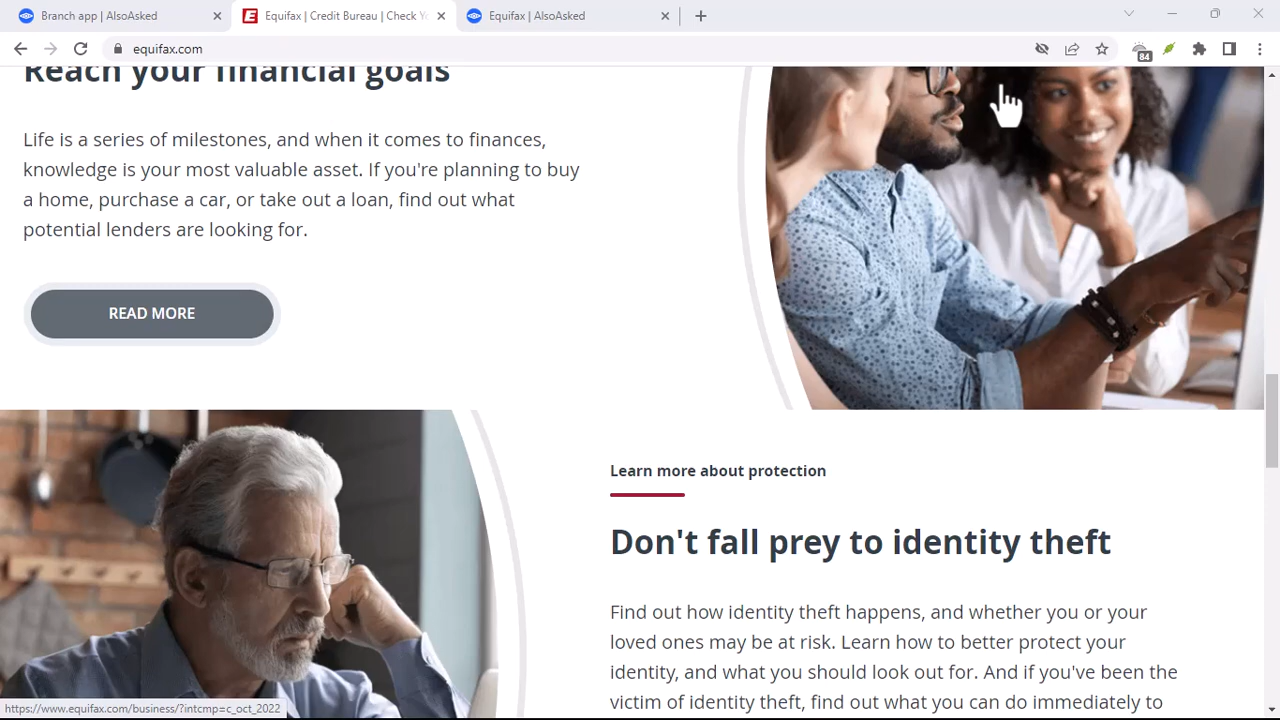 Branch app | AlsoAsked
Equifax | Credit Bureau | Check Y
Equifax | AlsoAsked
equifax.com
84
Reach your financial goals
Life is a series of milestones, and when it comes to finances,
knowledge is your most valuable asset. If you're planning to buy
a home, purchase a car, or take out a loan, find out what
potential lenders are looking for.
READ MORE
Learn more about protection
Don't fall prey to identity theft
Find out how identity theft happens, and whether you or your
loved ones may be at risk. Learn how to better protect your
identity, and what you should look out for. And if you've been the
victim of identity theft, find out what you can do immediately to
https://www.equifax.com/business/?intcmp=c_oct_2022